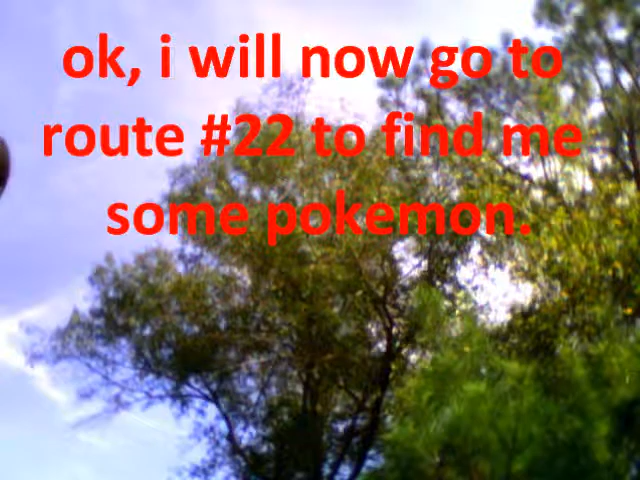 ok, i will now go to
route #22 to find me
some pokemon.